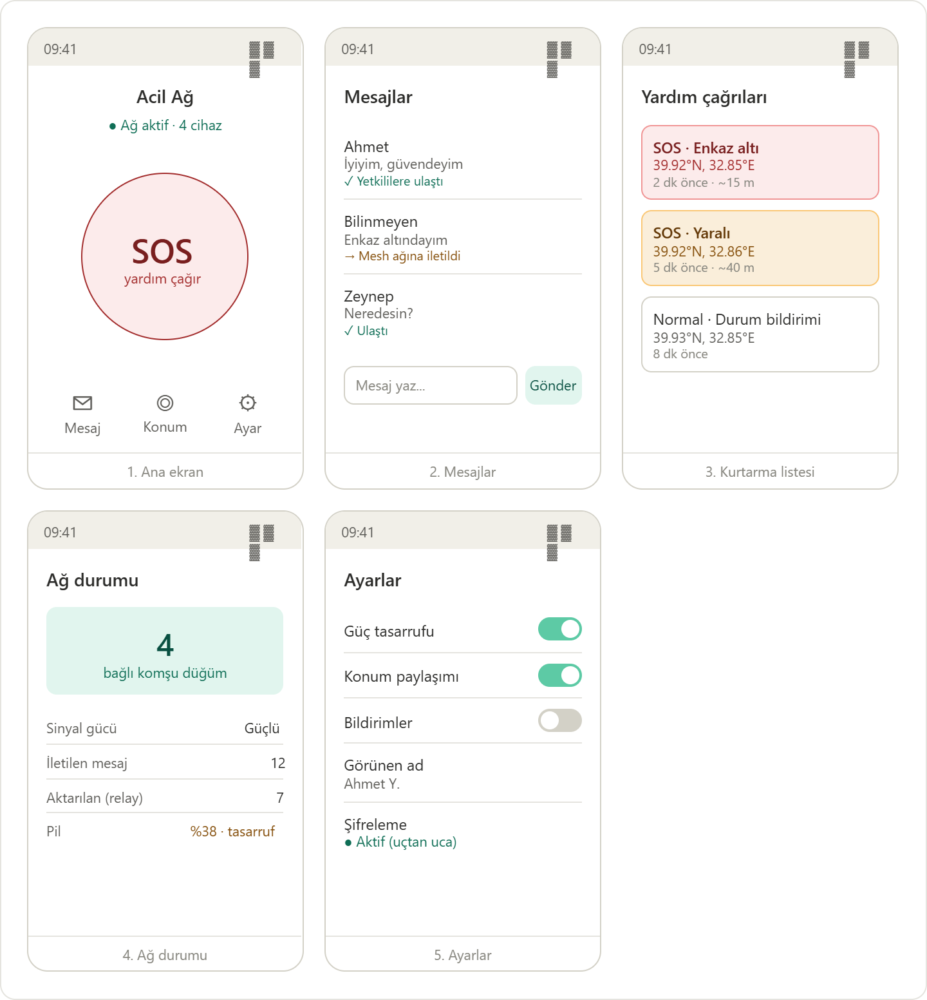 09:41
Acil Ağ
● Ağ aktif · 4 cihaz
SOS
yardım çağır
Mesaj
Konum
Ayar
1. Ana ekran
09:41
Mesajlar
Ahmet
İyiyim, güvendeyim
✓ Yetkililere ulaştı
Bilinmeyen
Enkaz altındayım
→ Mesh ağına iletildi
Zeynep
Neredesin?
✓ Ulaştı
Mesaj yaz...
Gönder
2. Mesajlar
09:41
Yardım çağrıları
SOS · Enkaz altı
39.92°N, 32.85°E
2 dk önce · ~15 m
SOS · Yaralı
39.92°N, 32.86°E
5 dk önce · ~40 m
Normal · Durum bildirimi
39.93°N, 32.85°E
8 dk önce
3. Kurtarma listesi
09:41
Ağ durumu
4
bağlı komşu düğüm
Sinyal gücü Güçlü
İletilen mesaj 12
Aktarılan (relay) 7
Pil %38 · tasarruf
4. Ağ durumu
09:41
Ayarlar
Güç tasarrufu
Konum paylaşımı
Bildirimler
Görünen ad
Ahmet Y.
Şifreleme
● Aktif (uçtan uca)
5. Ayarlar